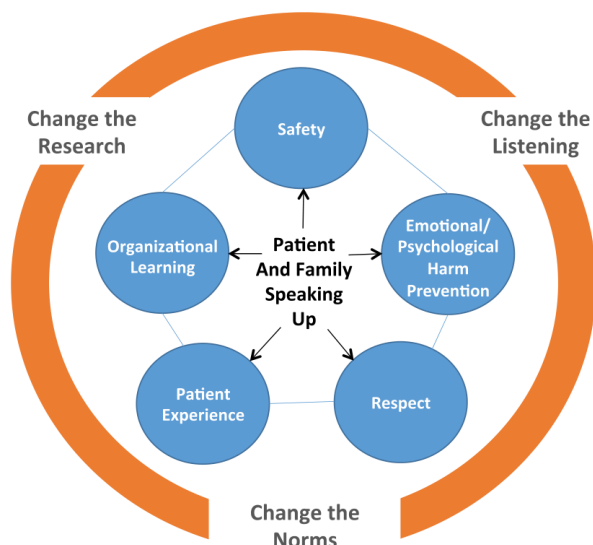 Change the
Research
Change the
Listening
Safety
Organizational
Learning
Patient
And Family
Speaking
Up
Emotional/
Psychological
Harm
Prevention
Patient
Experience
Respect
Change the
Norms